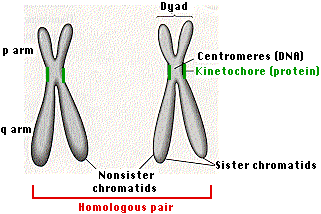 Dyad
p arm
Centromeres (DNA)
Kinetochore (protein)
q arm
Nonsister
chromatids
Sister chromatids
Homologous pair